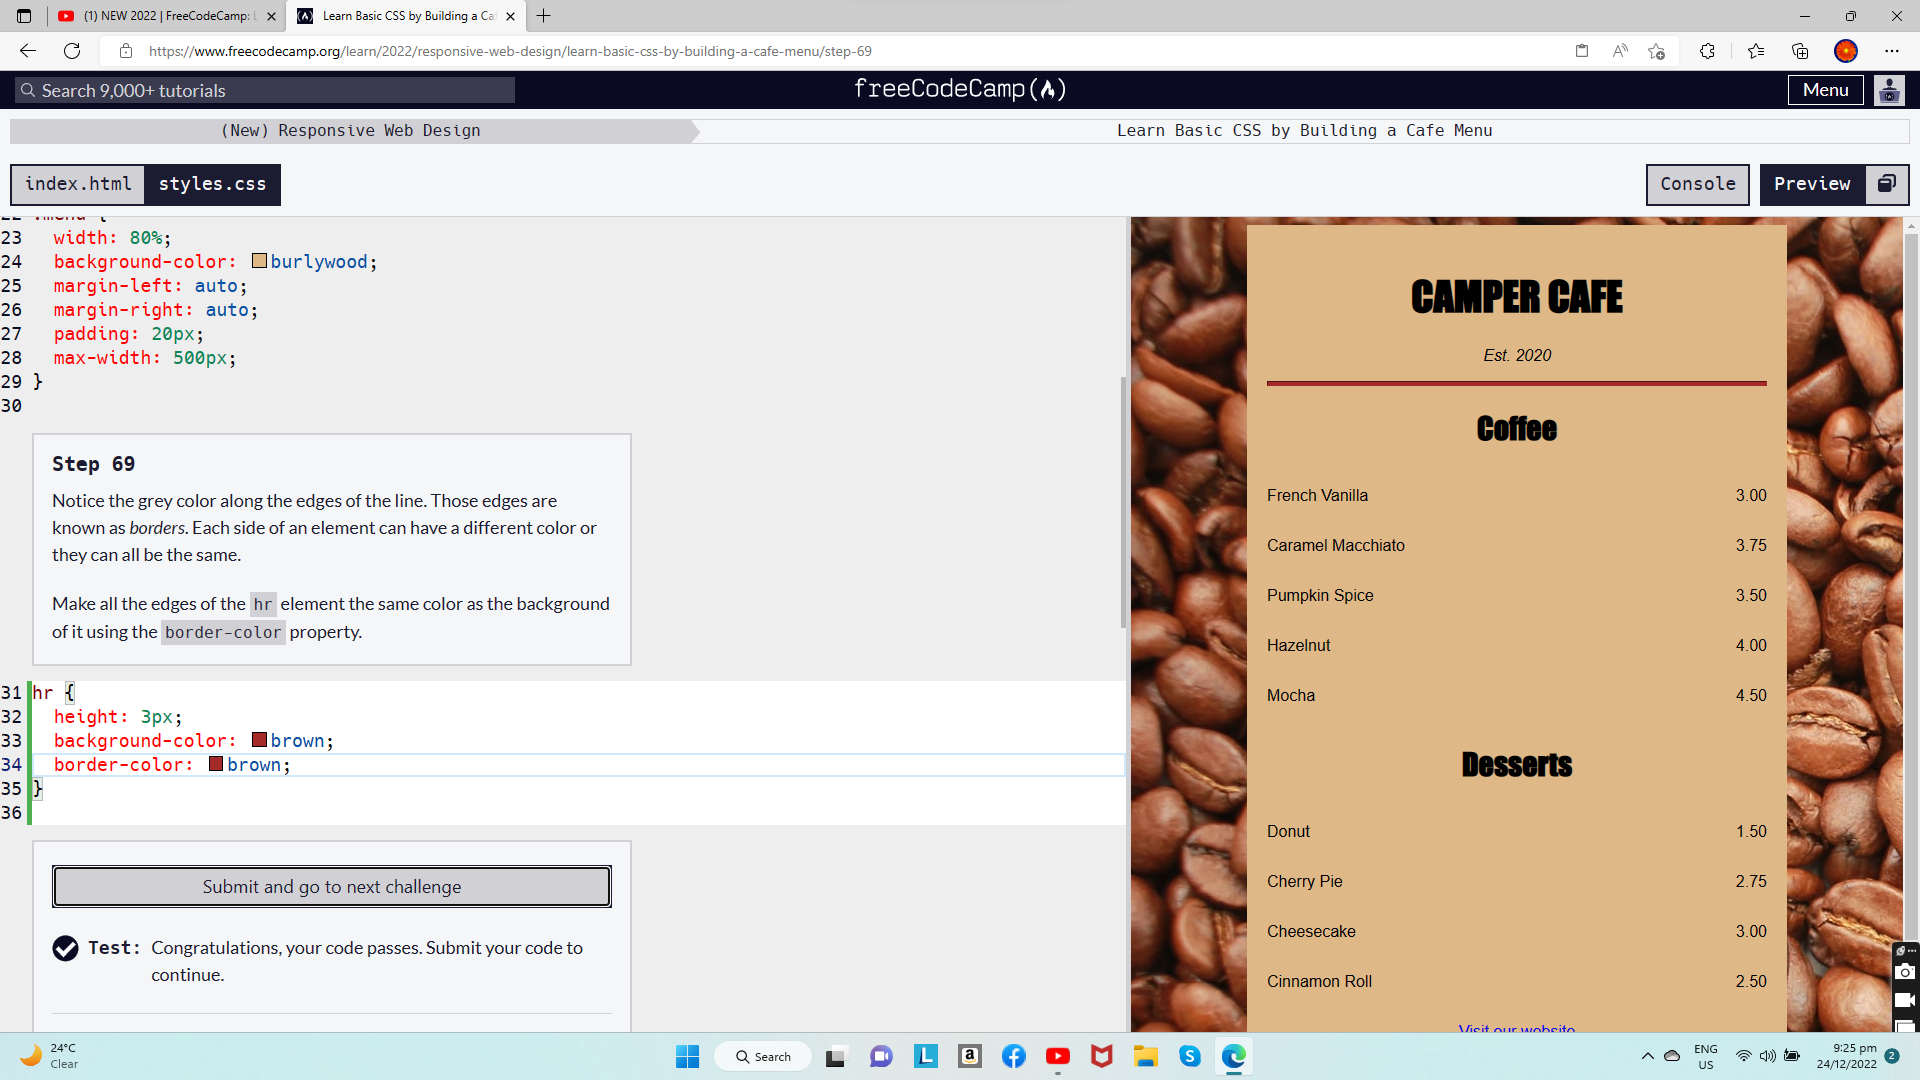 (1) NEW 2022 | FreeCodeCamp:
Learn Basic CSS by Building a Caf
https://www.freecodecamp.org/learn/2022/responsive-web-design/learn-basic-css-by-building-a-cafe-menu/step-69
Search 9,000+ tutorials
freeCodeCamp(🔥)
Menu
(New) Responsive Web Design
Learn Basic CSS by Building a Cafe Menu
index.html
styles.css
Console
Preview
22 .menu {
23 width: 80%;
24 background-color: burlywood;
25 margin-left: auto;
26 margin-right: auto;
27 padding: 20px;
28 max-width: 500px;
29 }
30
Step 69
Notice the grey color along the edges of the line. Those edges are
known as borders. Each side of an element can have a different color or
they can all be the same.
Make all the edges of the hr element the same color as the background
of it using the border-color property.
31 hr {
32 height: 3px;
33 background-color: brown;
34 border-color: brown;
35 }
36
Submit and go to next challenge
Test: Congratulations, your code passes. Submit your code to
continue.
CAMPER CAFE
Est. 2020
Coffee
French Vanilla 3.00
Caramel Macchiato 3.75
Pumpkin Spice 3.50
Hazelnut 4.00
Mocha 4.50
Desserts
Donut 1.50
Cherry Pie 2.75
Cheesecake 3.00
Cinnamon Roll 2.50
Visit our website
24°C
Clear
Search
L
a
S
ENG
US
9:25 pm
24/12/2022
2